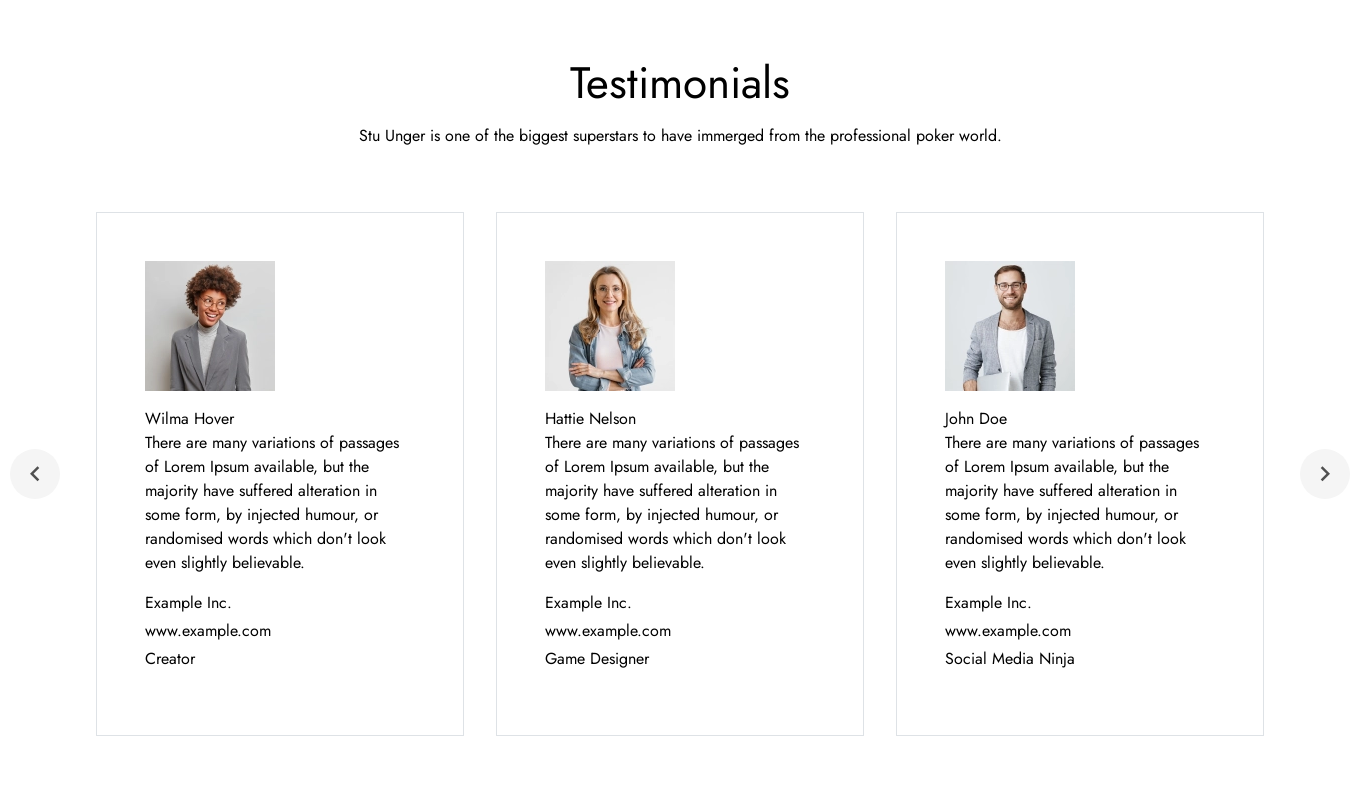 Testimonials
Stu Unger is one of the biggest superstars to have immerged from the professional poker world.
Wilma Hover
There are many variations of passages
of Lorem Ipsum available, but the
majority have suffered alteration in
some form, by injected humour, or
randomised words which don't look
even slightly believable.
Example Inc.
www.example.com
Creator
Hattie Nelson
There are many variations of passages
of Lorem Ipsum available, but the
majority have suffered alteration in
some form, by injected humour, or
randomised words which don't look
even slightly believable.
Example Inc.
www.example.com
Game Designer
John Doe
There are many variations of passages
of Lorem Ipsum available, but the
majority have suffered alteration in
some form, by injected humour, or
randomised words which don't look
even slightly believable.
Example Inc.
www.example.com
Social Media Ninja